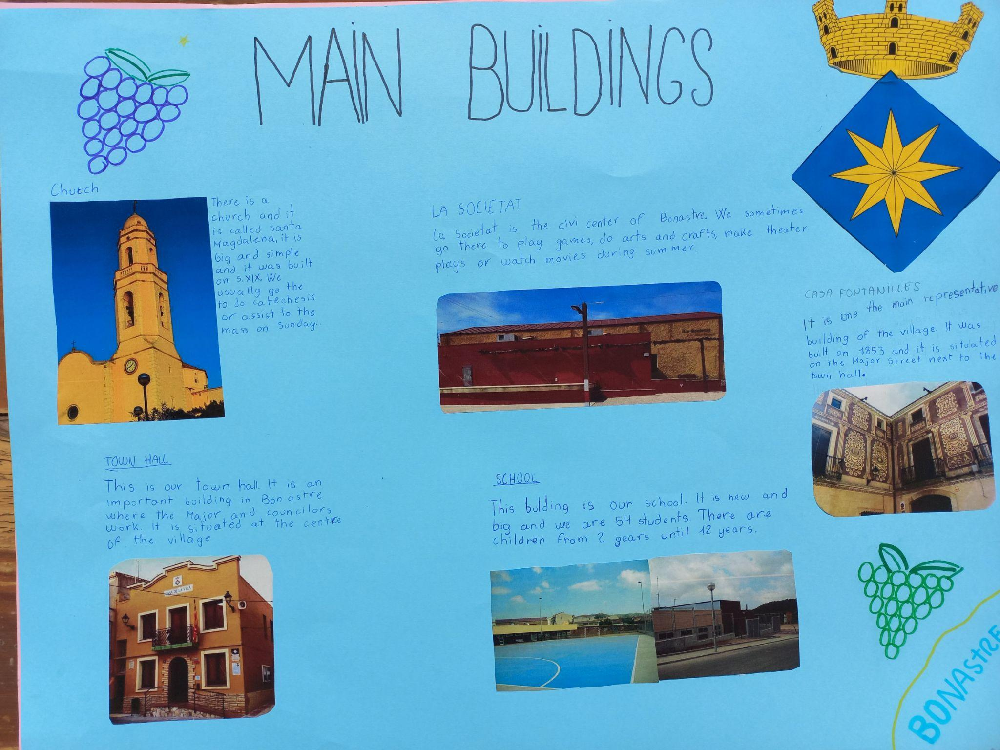 MAIN BUILDINGS
Church
There is a
church and it
is called santa
Magdalena, it is
big and simple
and it was built
on s.XIX. We
usually go the
to do catechesis
or assist to the
mass on Sunday..
LA SOCIETAT
La Societat is the civi center of Bonastre. We sometimes
go there to play games, do arts and crafts, make theater
plays or watch movies during summer.
CASA FONTANILLES
It is one the main representative
building of the village. It was
built on 1853 and it is situated
on the Major Street next to the
town hall.
TOWN HALL
This is our town hall. It is an
important building in Bonastre
where the Major and councilors
work. It is situated at the centre
of the village
CASA DE LA VILA
SCHOOL
This bulding is our school. It is new and
big and we are 54 students. There are
children from 2 years until 12 years.
BONAStRE